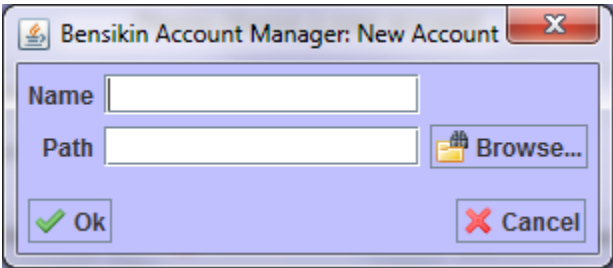 Bensikin Account Manager: New Account
Name
Path
Browse...
Ok
Cancel